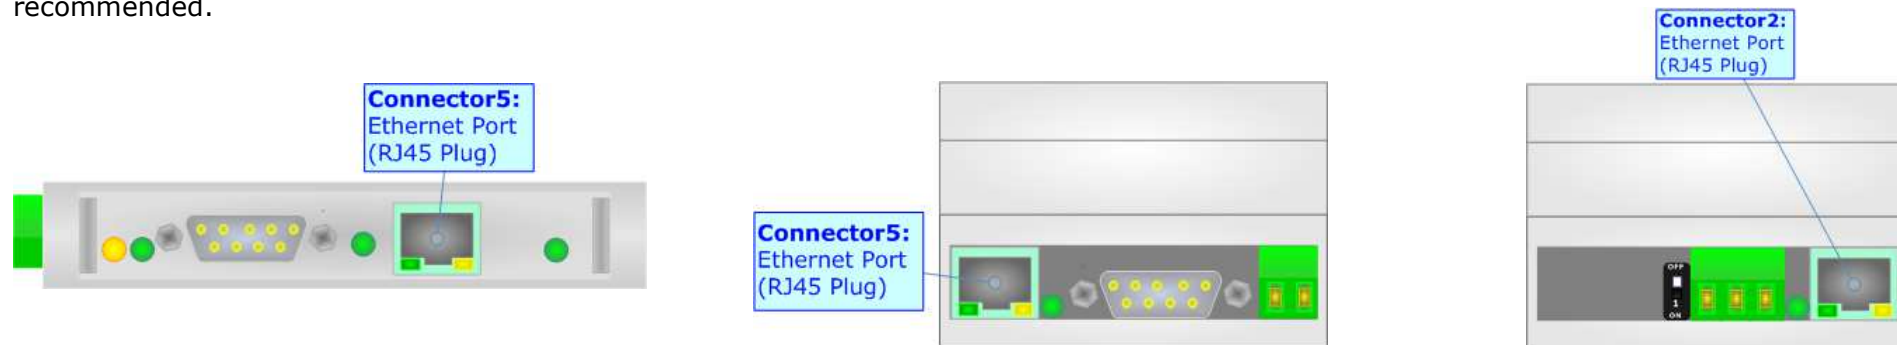 recommended.
Connector5:
Ethernet Port
(RJ45 Plug)
Connector5:
Ethernet Port
(RJ45 Plug)
Connector2:
Ethernet Port
(RJ45 Plug)
OFF
1
ON